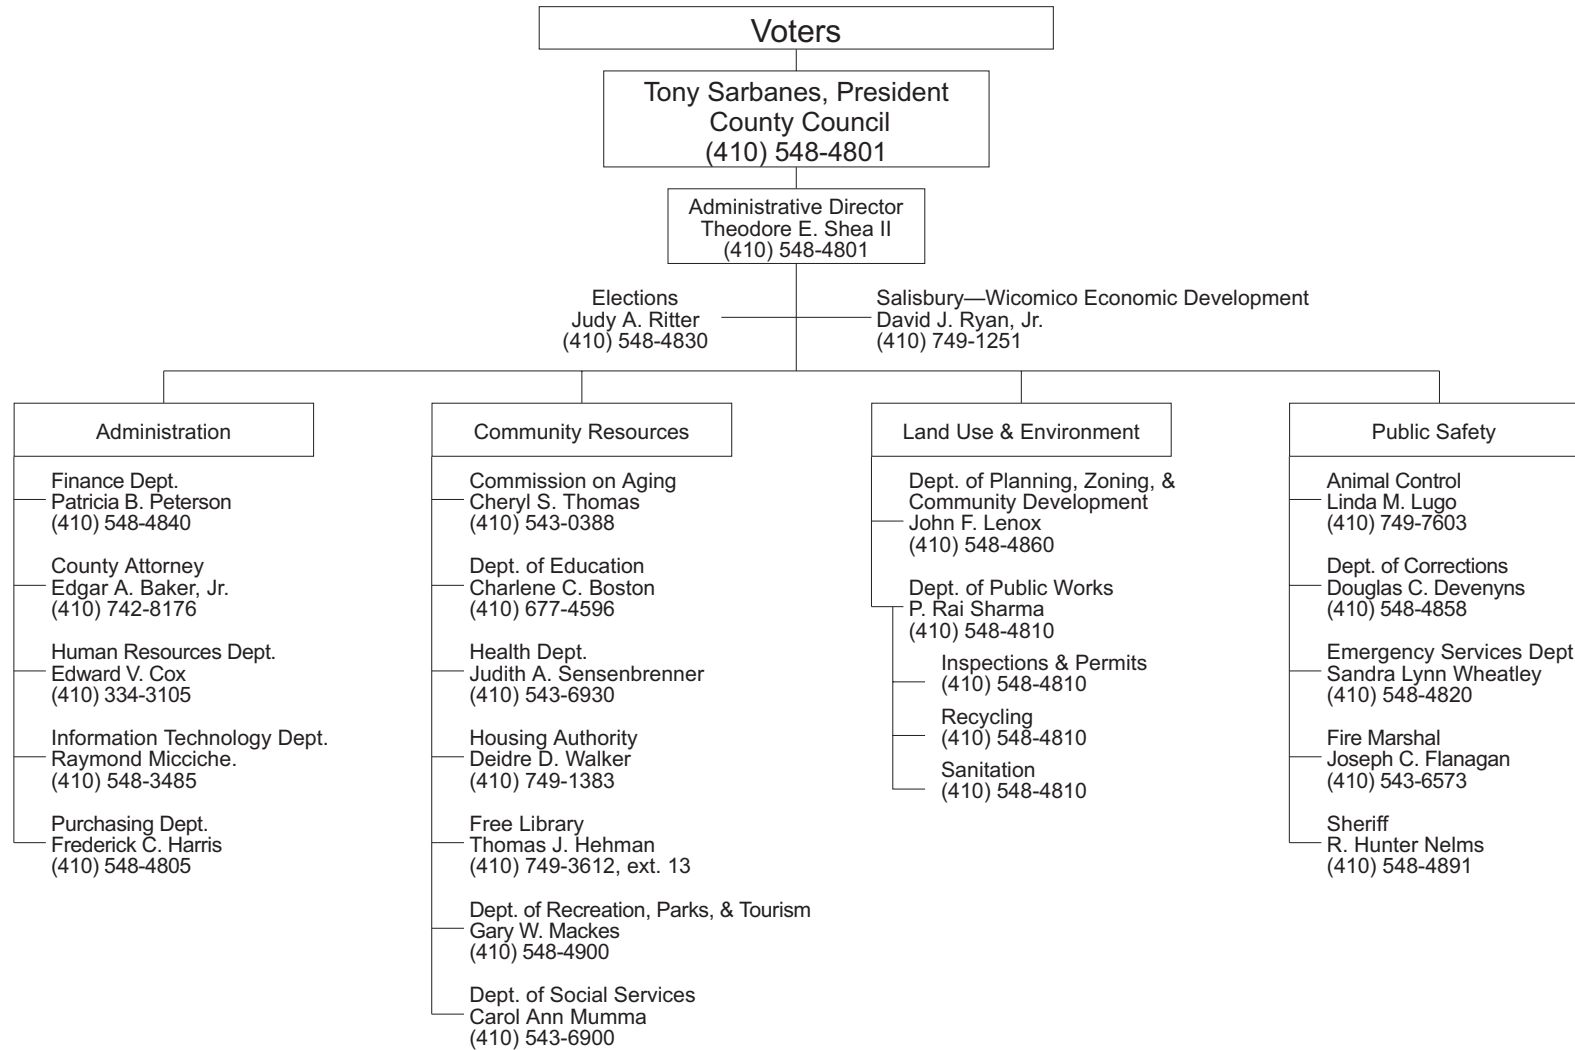 Voters
Tony Sarbanes, President
County Council
(410) 548-4801
Administrative Director
Theodore E. Shea II
(410) 548-4801
Elections
Judy A. Ritter
(410) 548-4830
Salisbury—Wicomico Economic Development
David J. Ryan, Jr.
(410) 749-1251
Administration
Finance Dept.
Patricia B. Peterson
(410) 548-4840
County Attorney
Edgar A. Baker, Jr.
(410) 742-8176
Human Resources Dept.
Edward V. Cox
(410) 334-3105
Information Technology Dept.
Raymond Micciche.
(410) 548-3485
Purchasing Dept.
Frederick C. Harris
(410) 548-4805
Community Resources
Commission on Aging
Cheryl S. Thomas
(410) 543-0388
Dept. of Education
Charlene C. Boston
(410) 677-4596
Health Dept.
Judith A. Sensenbrenner
(410) 543-6930
Housing Authority
Deidre D. Walker
(410) 749-1383
Free Library
Thomas J. Hehman
(410) 749-3612, ext. 13
Dept. of Recreation, Parks, & Tourism
Gary W. Mackes
(410) 548-4900
Dept. of Social Services
Carol Ann Mumma
(410) 543-6900
Land Use & Environment
Dept. of Planning, Zoning, &
Community Development
John F. Lenox
(410) 548-4860
Dept. of Public Works
P. Rai Sharma
(410) 548-4810
Inspections & Permits
(410) 548-4810
Recycling
(410) 548-4810
Sanitation
(410) 548-4810
Public Safety
Animal Control
Linda M. Lugo
(410) 749-7603
Dept. of Corrections
Douglas C. Devenyns
(410) 548-4858
Emergency Services Dept
Sandra Lynn Wheatley
(410) 548-4820
Fire Marshal
Joseph C. Flanagan
(410) 543-6573
Sheriff
R. Hunter Nelms
(410) 548-4891